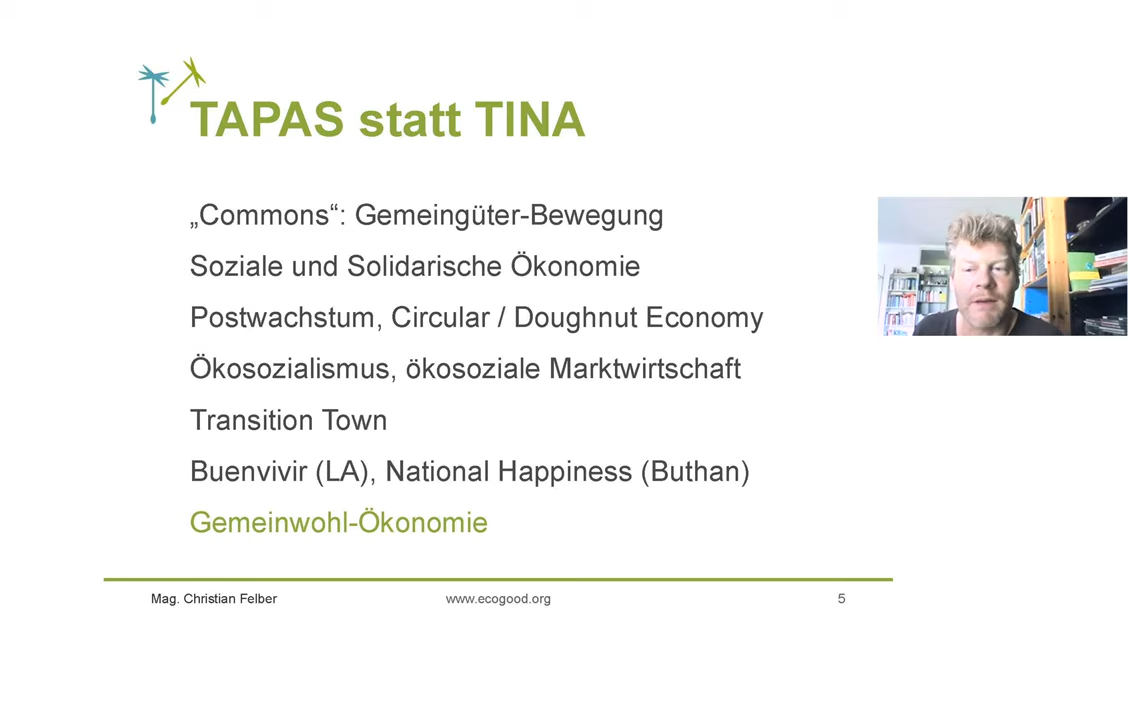 TAPAS statt TINA
„Commons“: Gemeingüter-Bewegung
Soziale und Solidarische Ökonomie
Postwachstum, Circular / Doughnut Economy
Ökosozialismus, ökosoziale Marktwirtschaft
Transition Town
Buenvivir (LA), National Happiness (Buthan)
Gemeinwohl-Ökonomie
Mag. Christian Felber www.ecogood.org 5